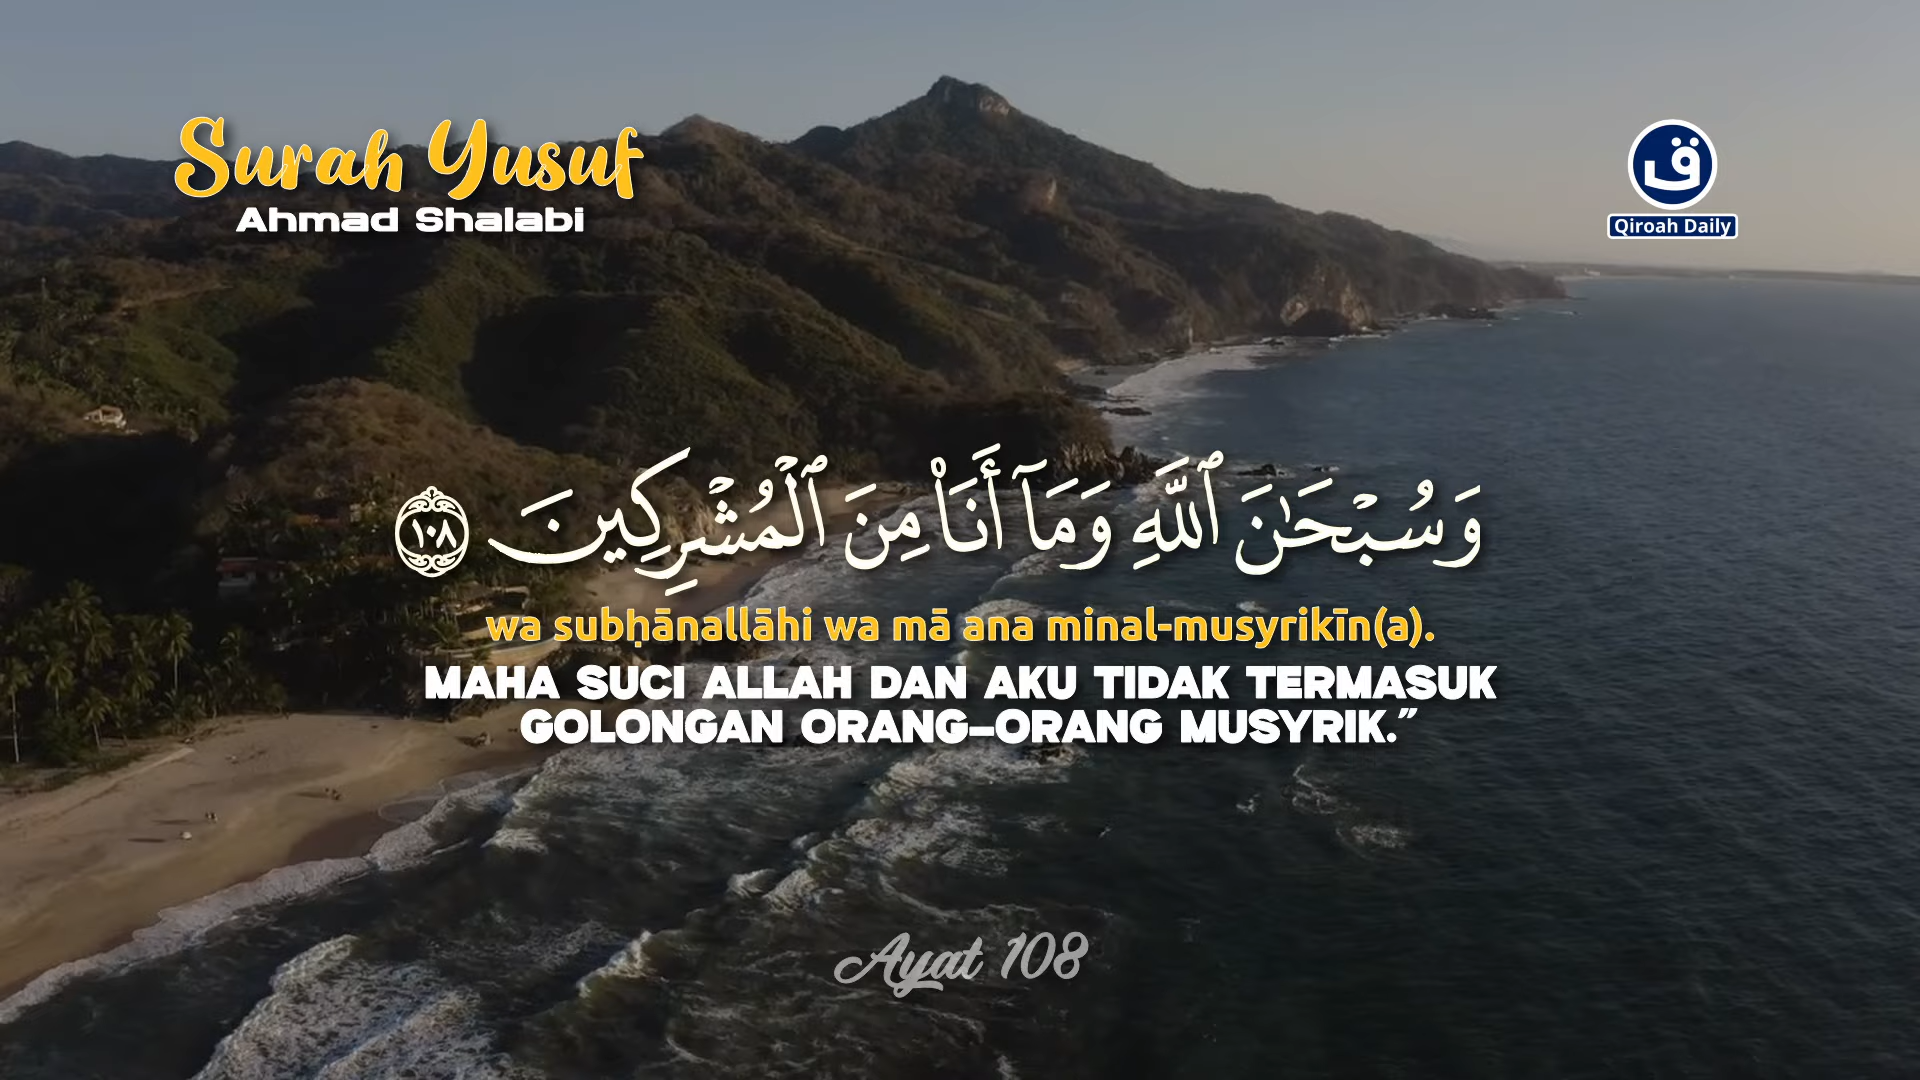 Surah Yusuf
Ahmad Shalabi
ق
Qiroah Daily
وَسُبْحَـٰنَ ٱللَّهِ وَمَآ أَنَا۠ مِنَ ٱلْمُشْرِكِينَ ١٠٨
wa subḥānallāhi wa mā ana minal-musyrikīn(a).
MAHA SUCI ALLAH DAN AKU TIDAK TERMASUK
GOLONGAN ORANG-ORANG MUSYRIK.”
Ayat 108